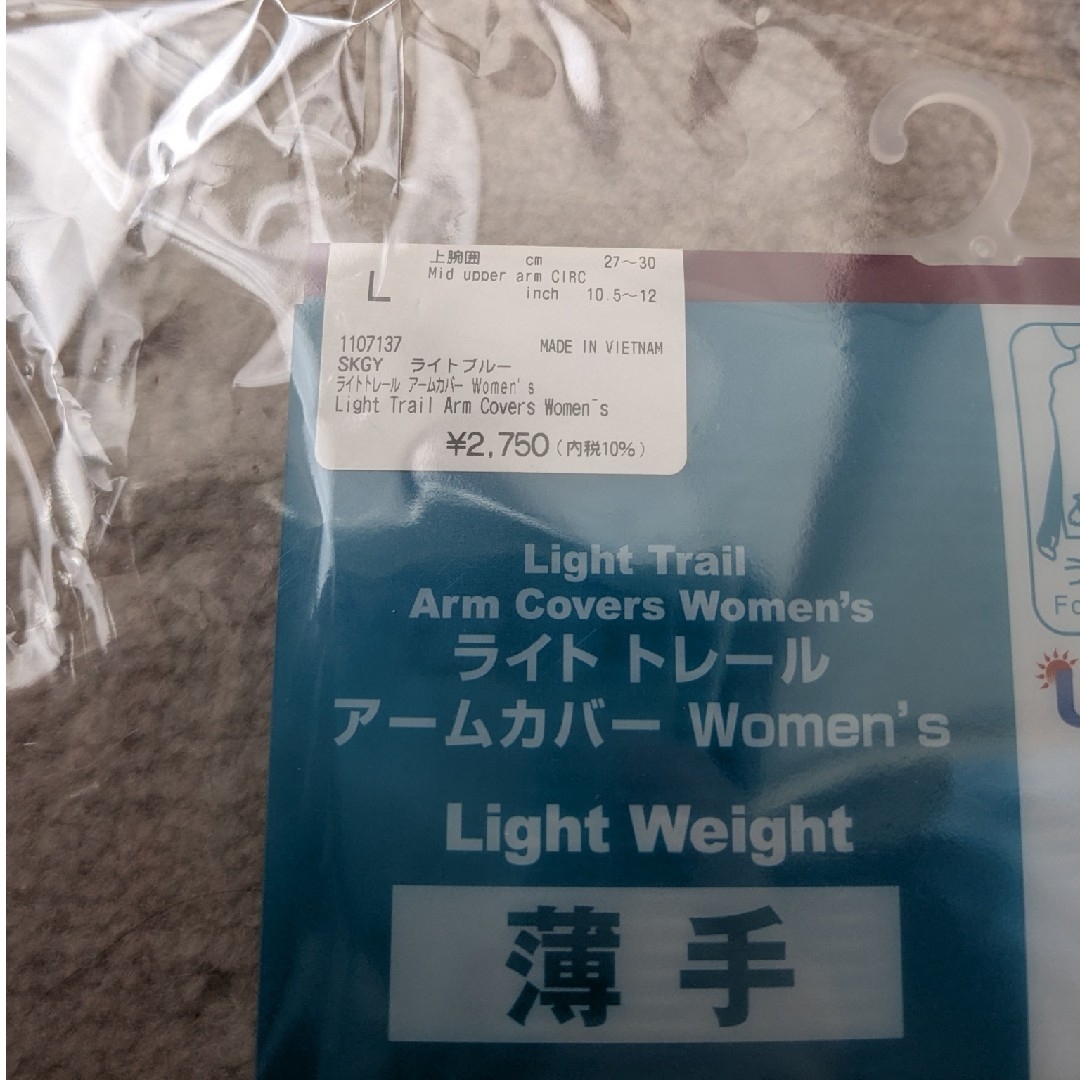 上腕囲 cm 27～30
Mid upper arm CIRC
inch 10.5～12
L
1107137 MADE IN VIETNAM
SKGY ライトブルー
ライトトレール アームカバー Women's
Light Trail Arm Covers Women¯s
¥2,750(内税10%)
Light Trail
Arm Covers Women's
ライト トレール
アームカバー Women's
Light Weight
薄手